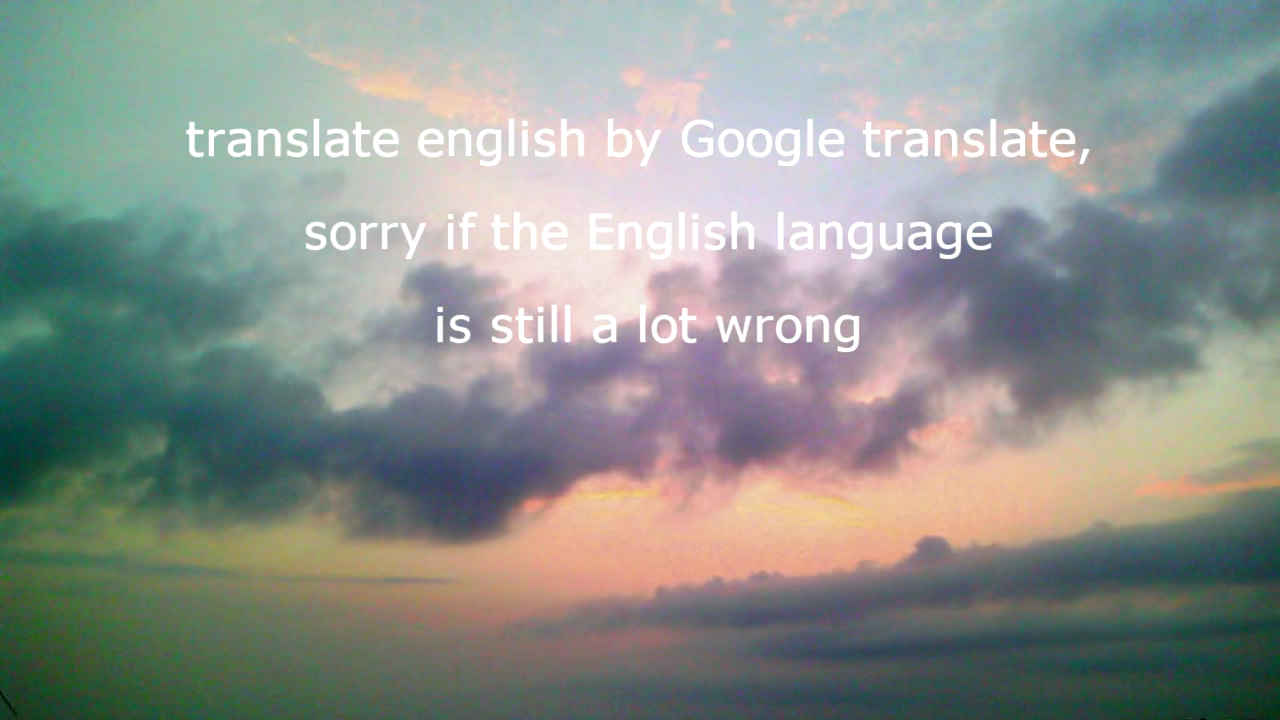 translate english by Google translate,
sorry if the English language
is still a lot wrong